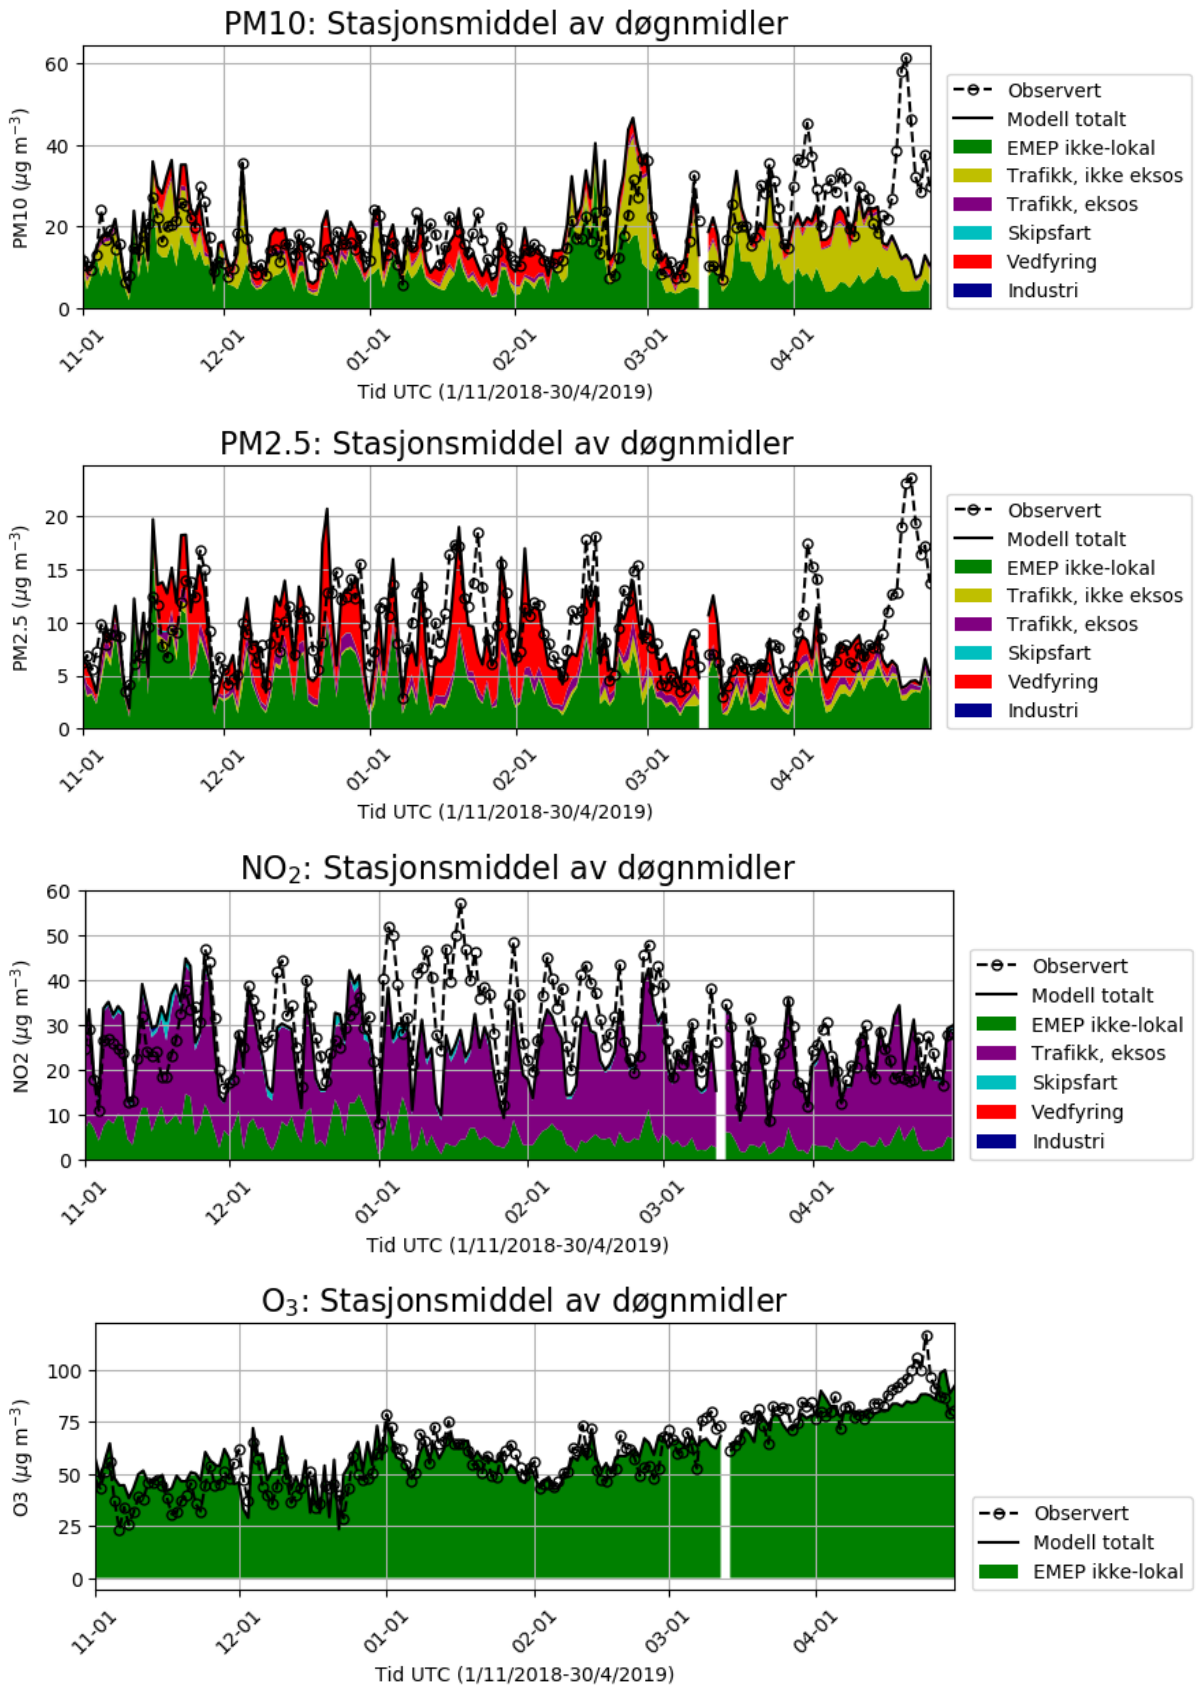 PM10: Stasjonsmiddel av døgnmidler
60
40
20
0
PM10 (µg m⁻³)
11-01
12-01
01-01
02-01
03-01
04-01
Tid UTC (1/11/2018-30/4/2019)
Observert
Modell totalt
EMEP ikke-lokal
Trafikk, ikke eksos
Trafikk, eksos
Skipsfart
Vedfyring
Industri
PM2.5: Stasjonsmiddel av døgnmidler
20
15
10
5
0
PM2.5 (µg m⁻³)
11-01
12-01
01-01
02-01
03-01
04-01
Tid UTC (1/11/2018-30/4/2019)
Observert
Modell totalt
EMEP ikke-lokal
Trafikk, ikke eksos
Trafikk, eksos
Skipsfart
Vedfyring
Industri
NO₂: Stasjonsmiddel av døgnmidler
60
50
40
30
20
10
0
NO2 (µg m⁻³)
11-01
12-01
01-01
02-01
03-01
04-01
Tid UTC (1/11/2018-30/4/2019)
Observert
Modell totalt
EMEP ikke-lokal
Trafikk, eksos
Skipsfart
Vedfyring
Industri
O₃: Stasjonsmiddel av døgnmidler
100
75
50
25
0
O3 (µg m⁻³)
11-01
12-01
01-01
02-01
03-01
04-01
Tid UTC (1/11/2018-30/4/2019)
Observert
Modell totalt
EMEP ikke-lokal